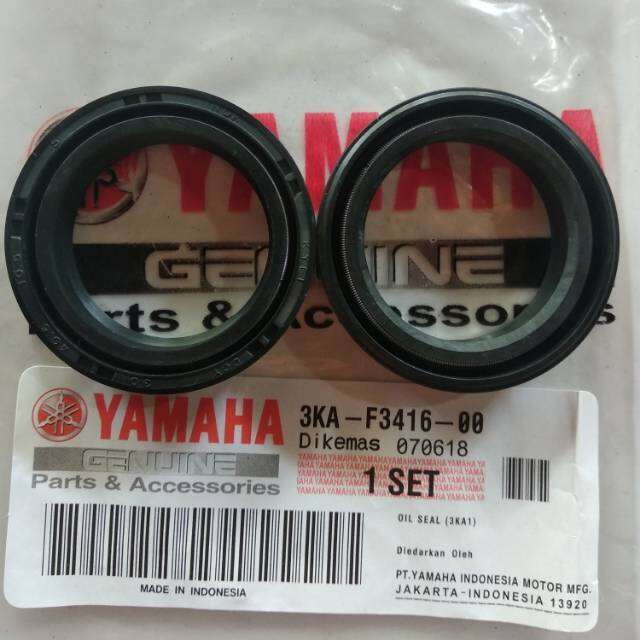 YAMAHA
GENUINE
Parts & Accessories
YAMAHA
GENUINE
Parts & Accessories
3KA-F3416-00
Dikemas 070618
1 SET
OIL SEAL (3KA1)
Diedarkan Oleh
MADE IN INDONESIA
PT.YAMAHA INDONESIA MOTOR MFG.
JAKARTA-INDONESIA 13920